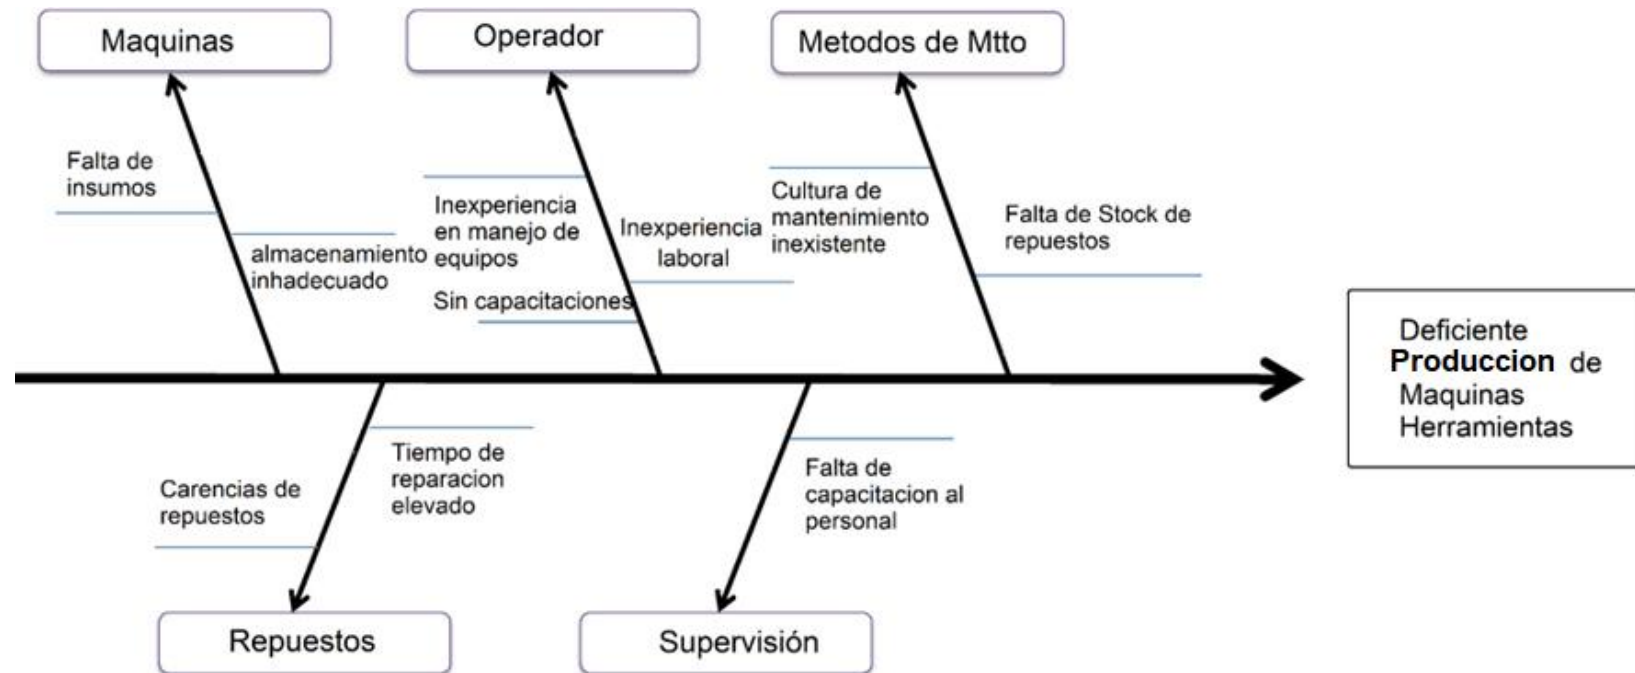 Maquinas
Operador
Metodos de Mtto
Falta de
insumos
almacenamiento
inhadecuado
Inexperiencia
en manejo de
equipos
Sin capacitaciones
Inexperiencia
laboral
Cultura de
mantenimiento
inexistente
Falta de Stock de
repuestos
Deficiente
Produccion de
Maquinas
Herramientas
Carencias de
repuestos
Tiempo de
reparacion
elevado
Falta de
capacitacion al
personal
Repuestos
Supervisión